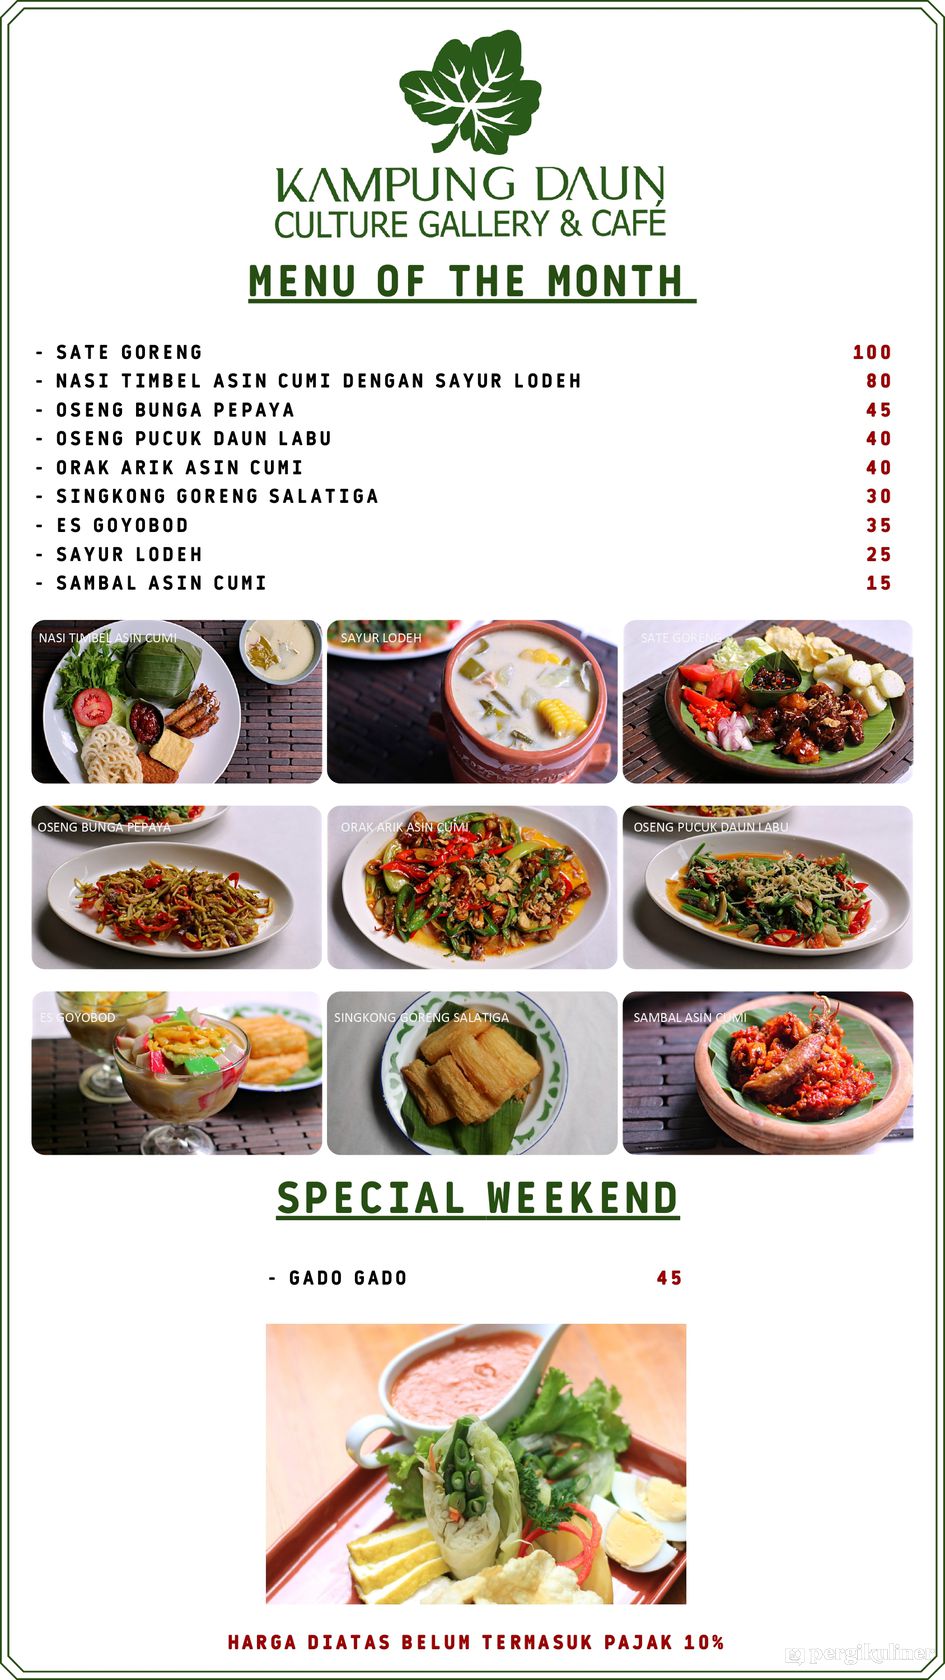 KAMPUNG DAUN
CULTURE GALLERY & CAFÉ
MENU OF THE MONTH
- SATE GORENG 100
- NASI TIMBEL ASIN CUMI DENGAN SAYUR LODEH 80
- OSENG BUNGA PEPAYA 45
- OSENG PUCUK DAUN LABU 40
- ORAK ARIK ASIN CUMI 40
- SINGKONG GORENG SALATIGA 30
- ES GOYOBOD 35
- SAYUR LODEH 25
- SAMBAL ASIN CUMI 15
NASI TIMBEL ASIN CUMI
SAYUR LODEH
SATE GORENG
OSENG BUNGA PEPAYA
ORAK ARIK ASIN CUMI
OSENG PUCUK DAUN LABU
ES GOYOBOD
SINGKONG GORENG SALATIGA
SAMBAL ASIN CUMI
SPECIAL WEEKEND
- GADO GADO 45
HARGA DIATAS BELUM TERMASUK PAJAK 10%
pergikuliner